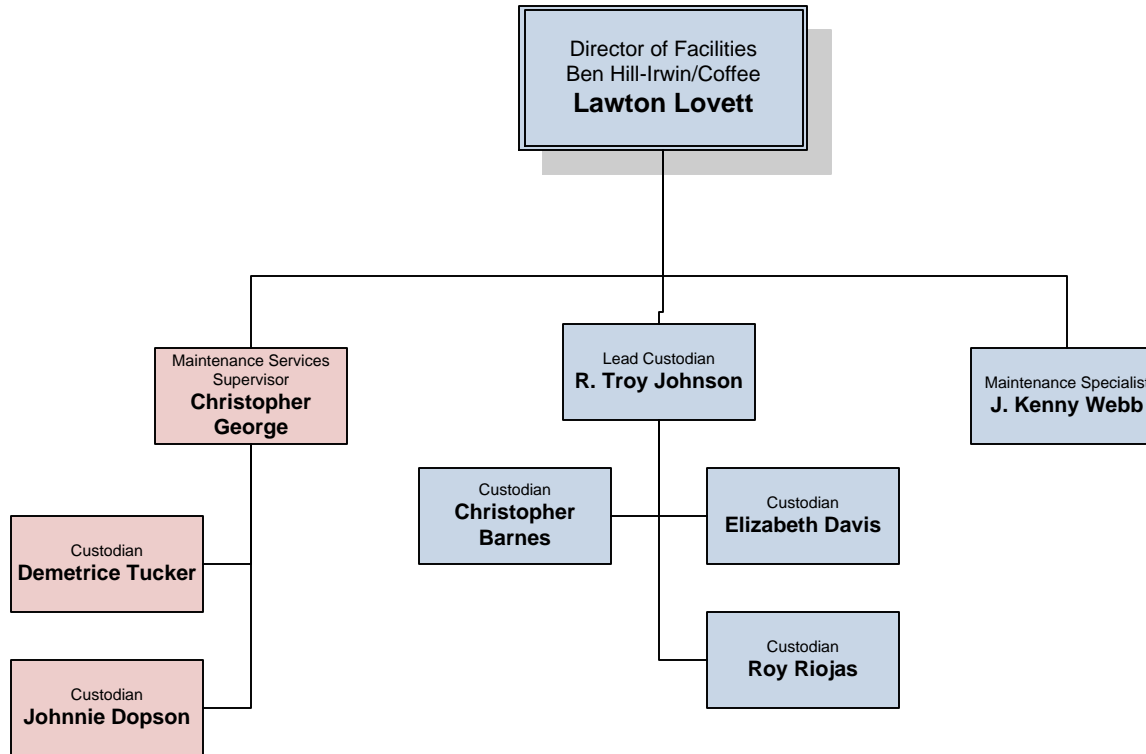 Director of Facilities
Ben Hill-Irwin/Coffee
Lawton Lovett
Maintenance Services
Supervisor
Christopher
George
Lead Custodian
R. Troy Johnson
Maintenance Specialist
J. Kenny Webb
Custodian
Christopher
Barnes
Custodian
Elizabeth Davis
Custodian
Demetrice Tucker
Custodian
Roy Riojas
Custodian
Johnnie Dopson